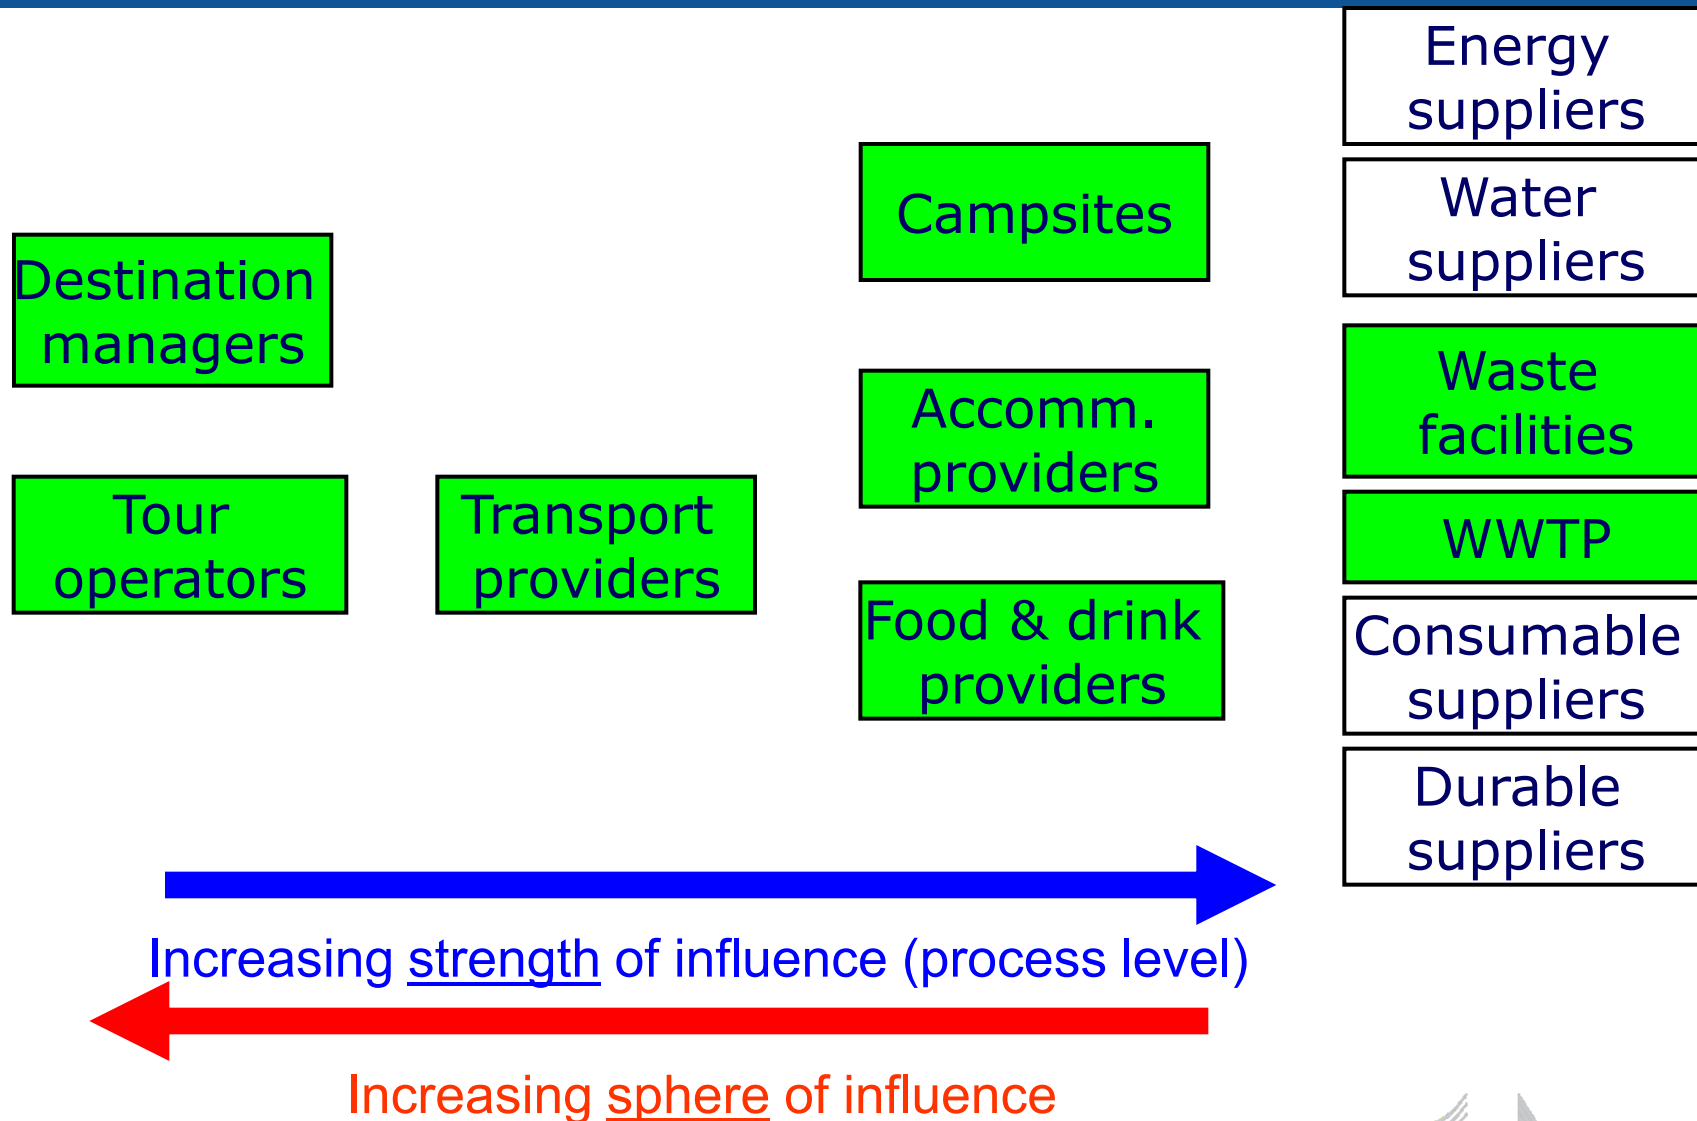 Destination
managers
Tour
operators
Transport
providers
Campsites
Accomm.
providers
Food & drink
providers
Energy
suppliers
Water
suppliers
Waste
facilities
WWTP
Consumable
suppliers
Durable
suppliers
Increasing strength of influence (process level)
Increasing sphere of influence